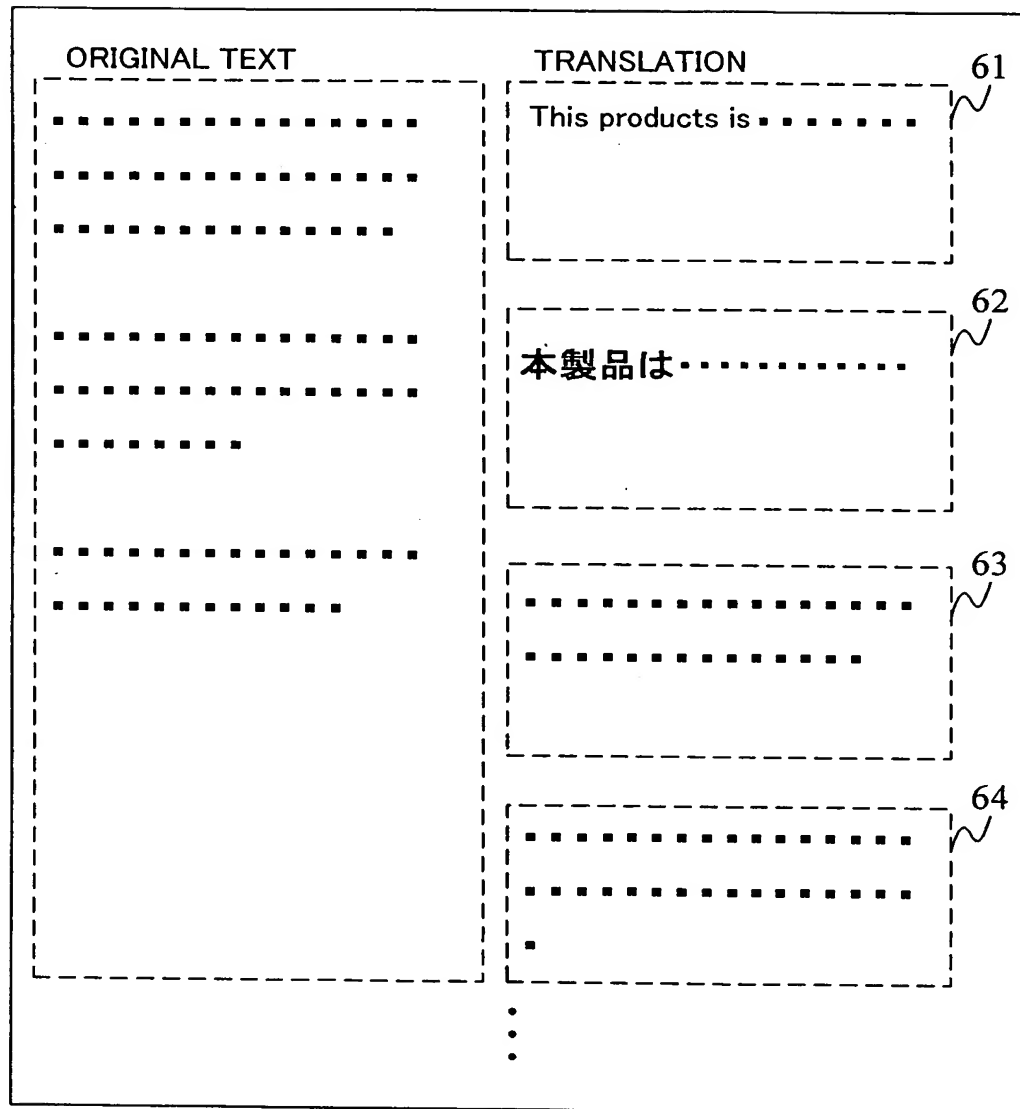 ORIGINAL TEXT
TRANSLATION
61
This products is
62
本製品は
63
64